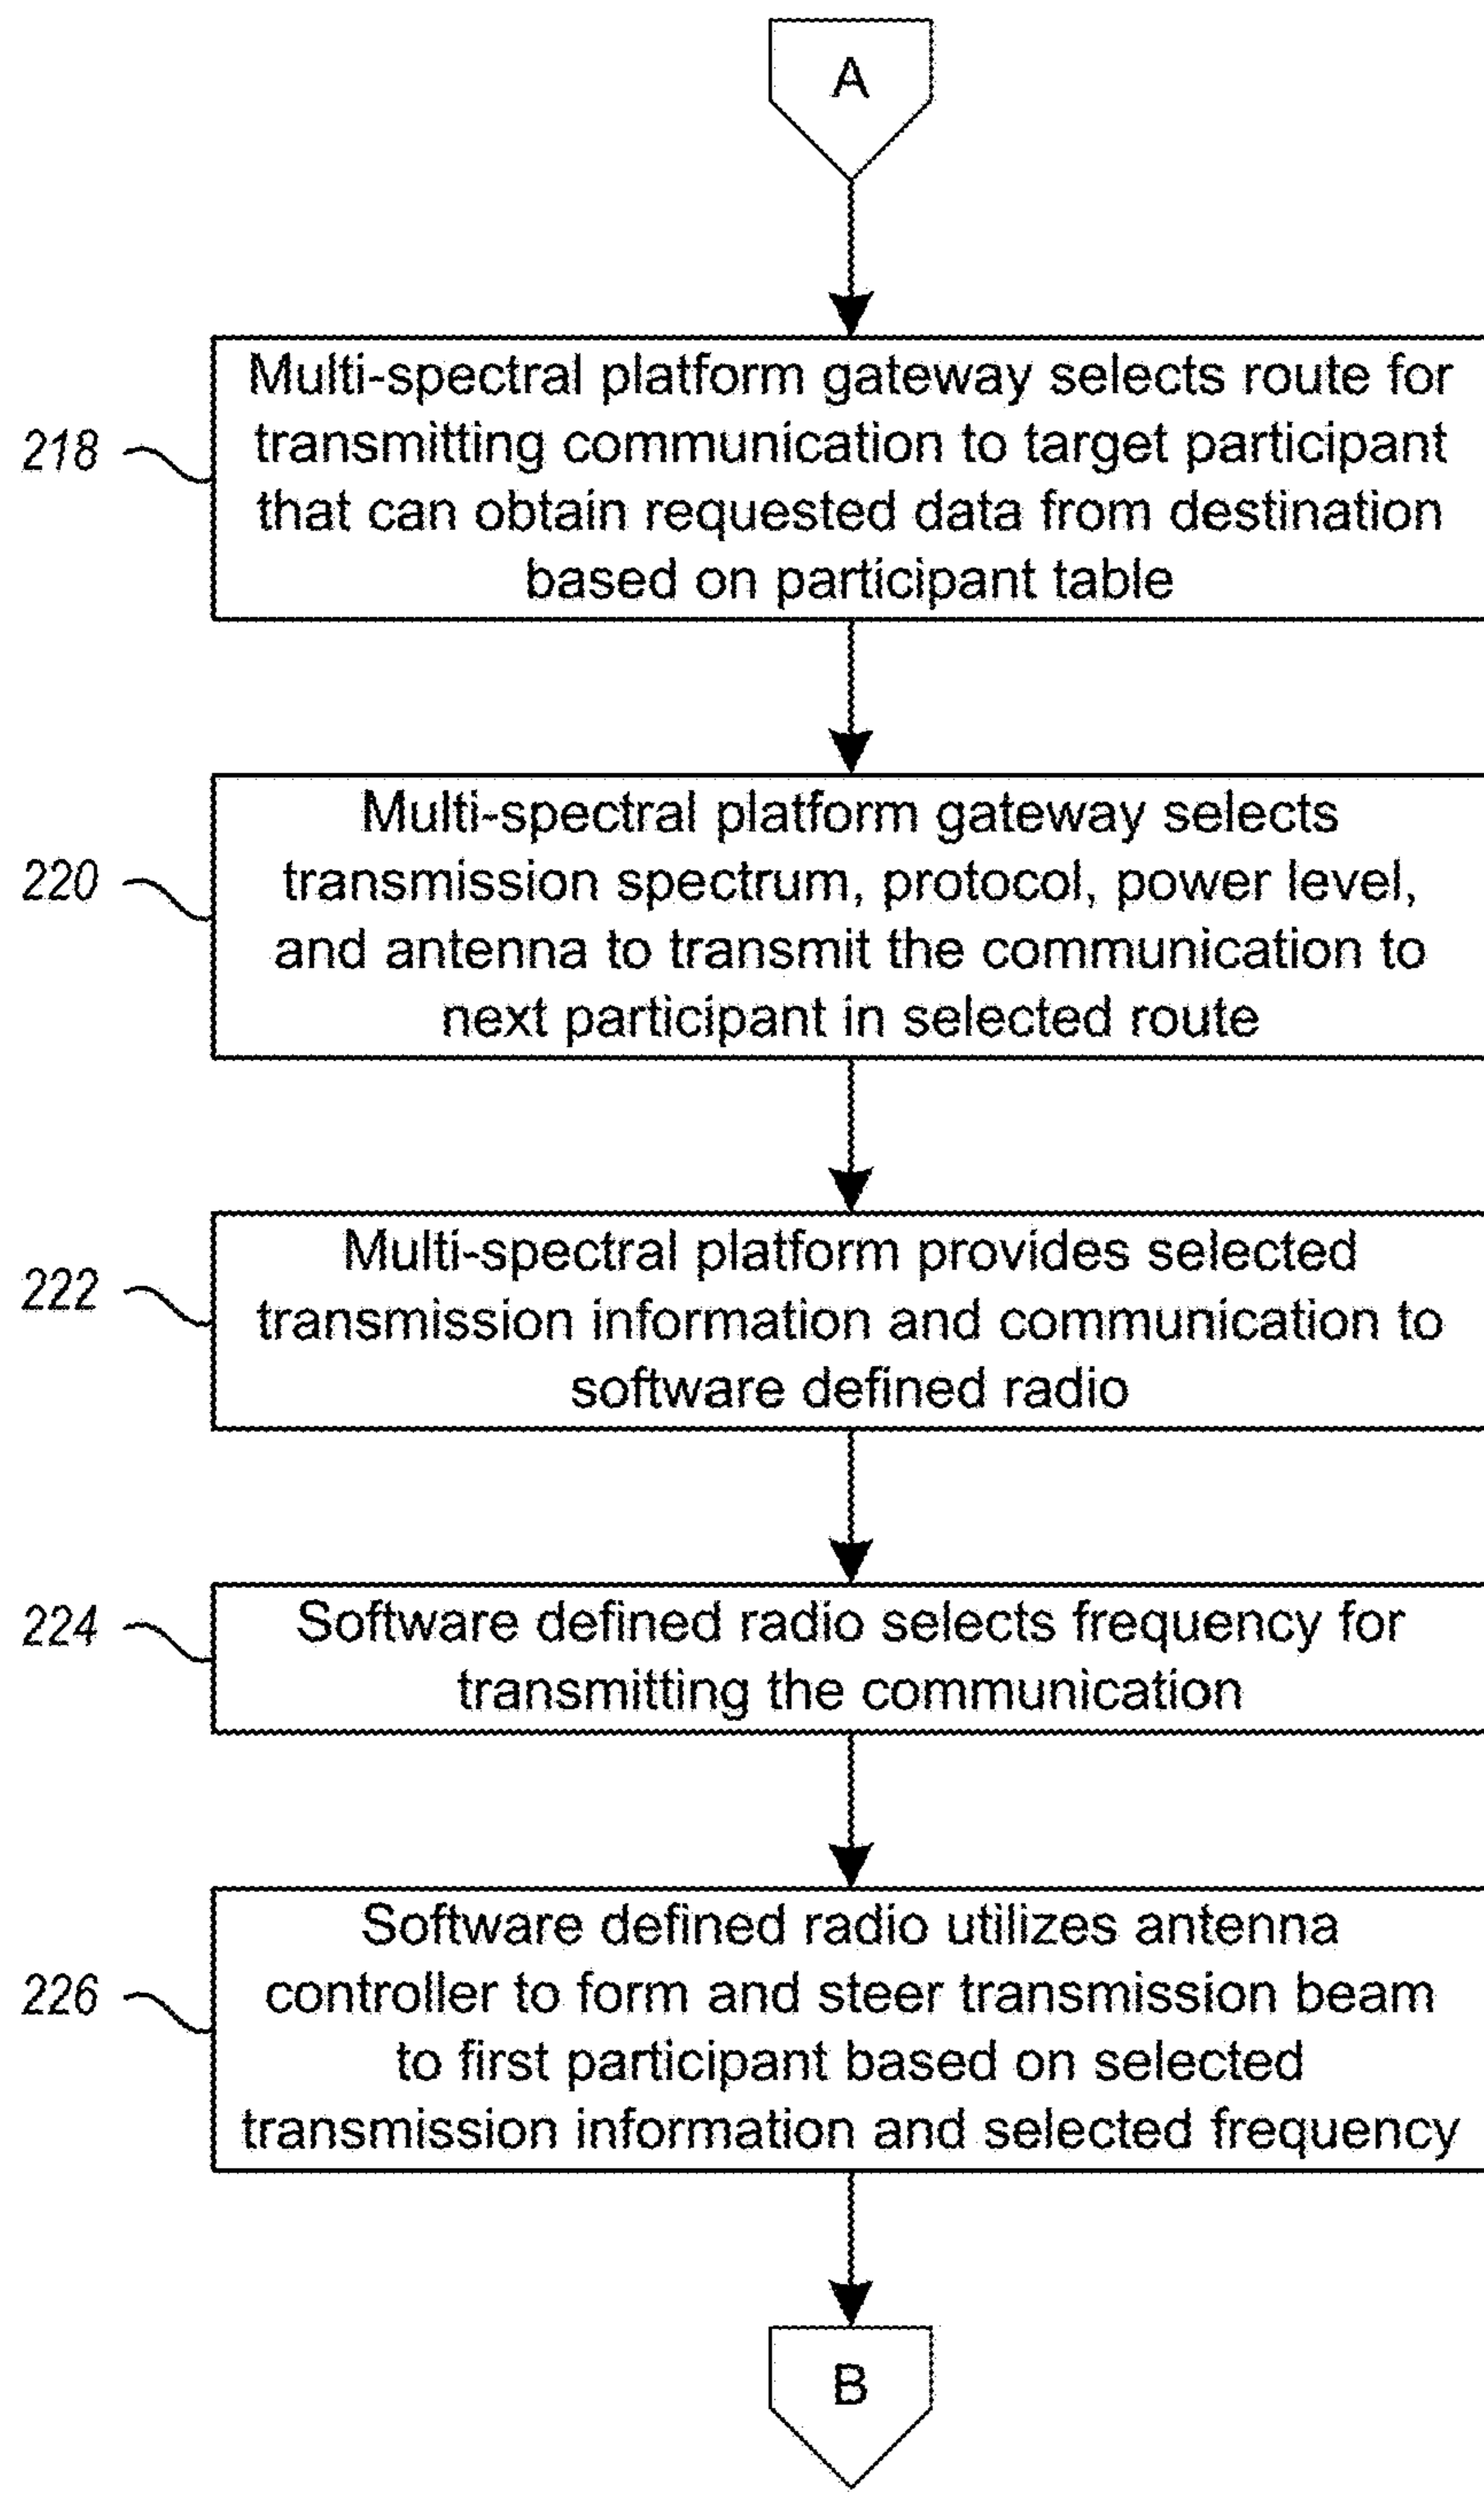 A
218
Multi-spectral platform gateway selects route for
transmitting communication to target participant
that can obtain requested data from destination
based on participant table
220
Multi-spectral platform gateway selects
transmission spectrum, protocol, power level,
and antenna to transmit the communication to
next participant in selected route
222
Multi-spectral platform provides selected
transmission information and communication to
software defined radio
224
Software defined radio selects frequency for
transmitting the communication
226
Software defined radio utilizes antenna
controller to form and steer transmission beam
to first participant based on selected
transmission information and selected frequency
B